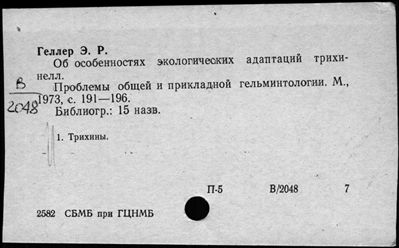 Геллер Э. Р.
Об особенностях экологических адаптаций трихи-
нелл.
В
2048
Проблемы общей и прикладной гельминтологии. М.,
1973, с. 191—196.
Библиогр.: 15 назв.
1. Трихины.
П-5 В/2048 7
2582 СБМБ при ГЦНМБ